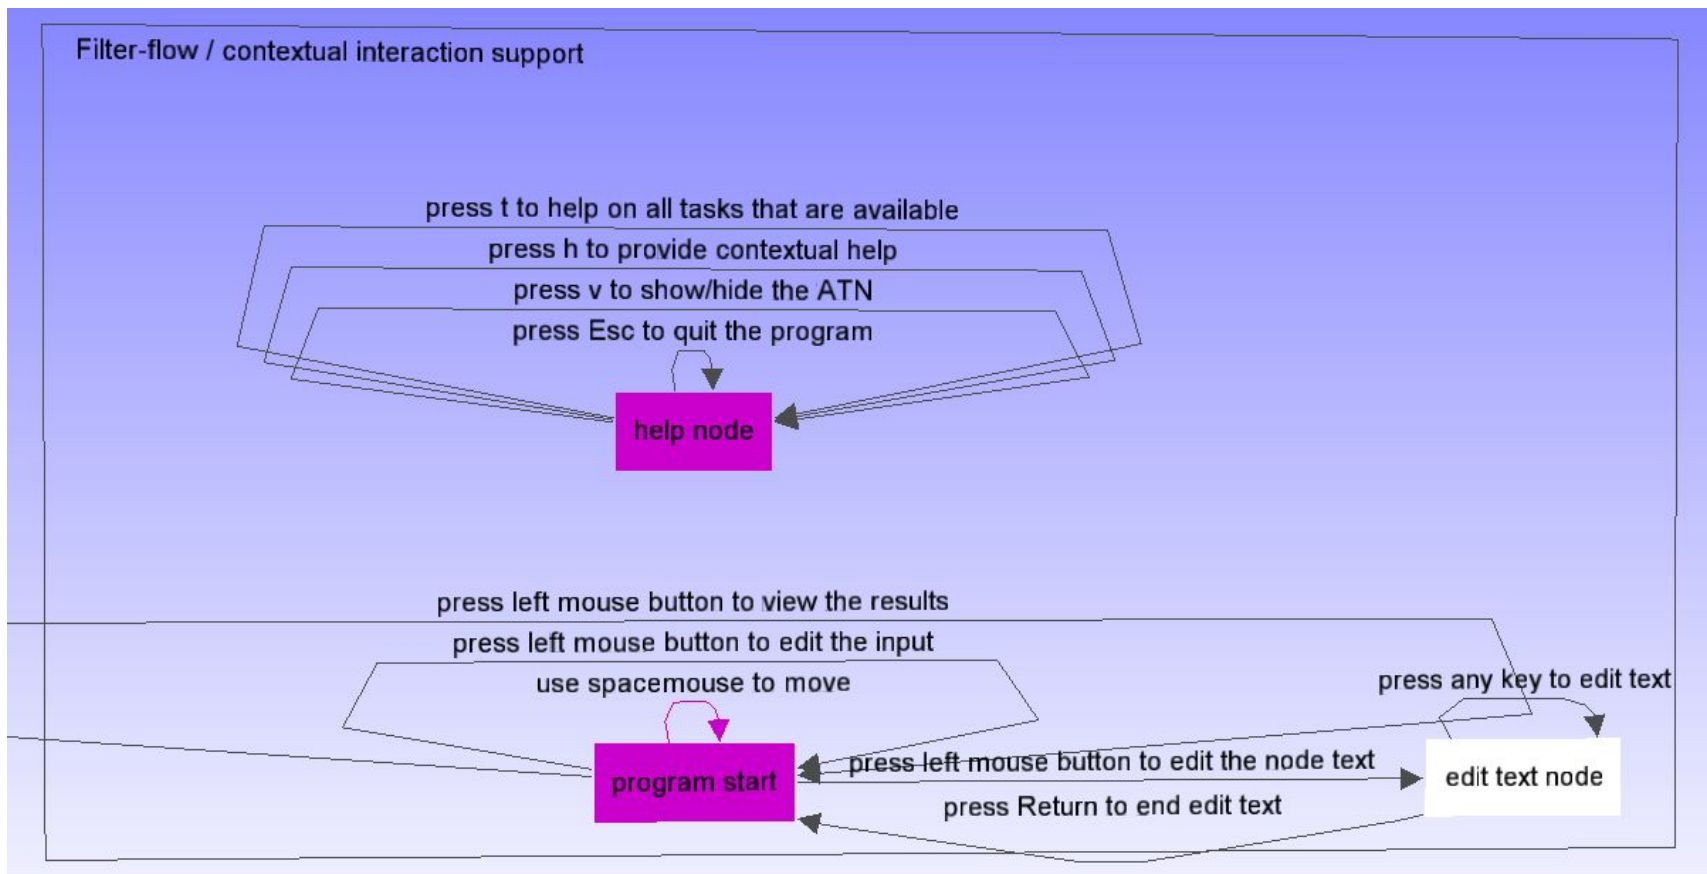 Filter-flow / contextual interaction support
press t to help on all tasks that are available
press h to provide contextual help
press v to show/hide the ATN
press Esc to quit the program
help node
press left mouse button to view the results
press left mouse button to edit the input
use spacemouse to move
press any key to edit text
press left mouse button to edit the node text
program start
edit text node
press Return to end edit text